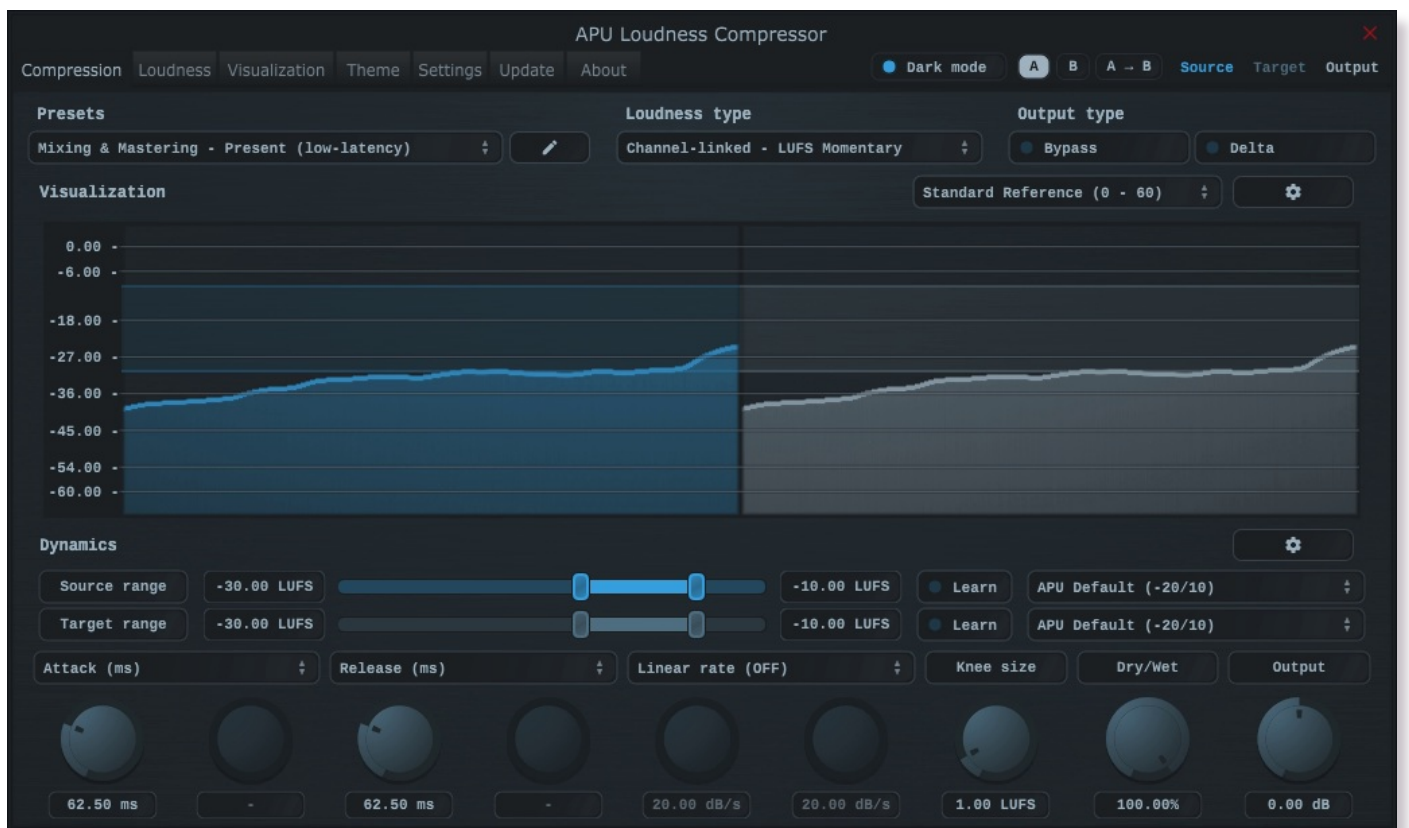 APU Loudness Compressor
Compression Loudness Visualization Theme Settings Update About Dark mode A B A → B Source Target Output
Presets Loudness type Output type
Mixing & Mastering - Present (low-latency) Channel-linked - LUFS Momentary Bypass Delta
Visualization Standard Reference (0 - 60)
0.00 -
-6.00 -
-18.00 -
-27.00 -
-36.00 -
-45.00 -
-54.00 -
-60.00 -
Dynamics
Source range -30.00 LUFS -10.00 LUFS Learn APU Default (-20/10)
Target range -30.00 LUFS -10.00 LUFS Learn APU Default (-20/10)
Attack (ms) Release (ms) Linear rate (OFF) Knee size Dry/Wet Output
62.50 ms - 62.50 ms - 20.00 dB/s 20.00 dB/s 1.00 LUFS 100.00% 0.00 dB